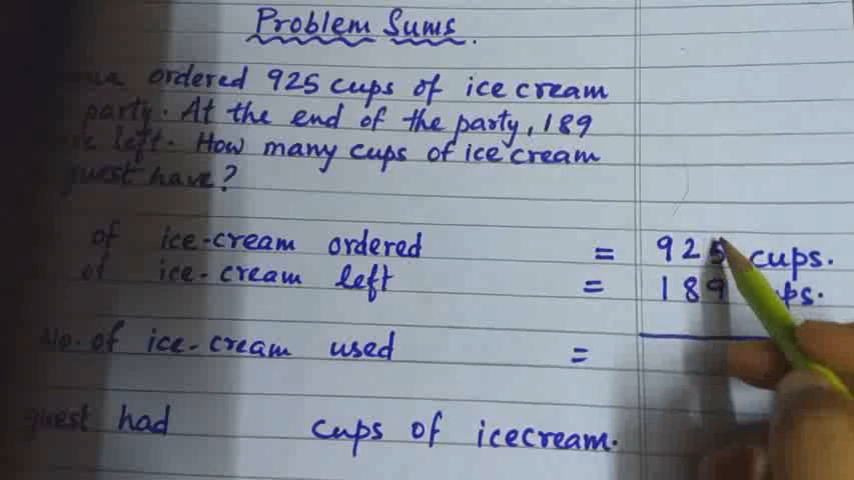 Problem Sums.
ordered 925 cups of ice cream
party. At the end of the party, 189
left. How many cups of ice cream
guest have?
of ice-cream ordered = 925 cups.
of ice-cream left = 189 ups.
No. of ice-cream used =
guest had cups of icecream.